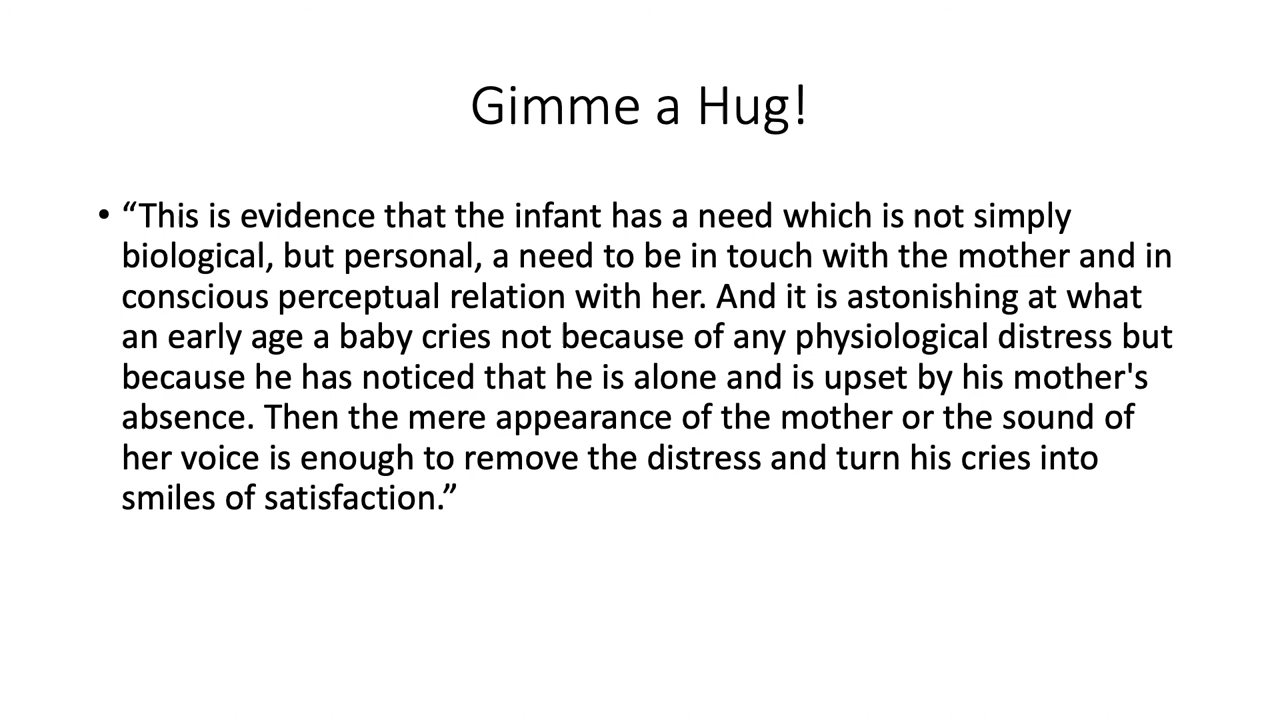 Gimme a Hug!
• “This is evidence that the infant has a need which is not simply
biological, but personal, a need to be in touch with the mother and in
conscious perceptual relation with her. And it is astonishing at what
an early age a baby cries not because of any physiological distress but
because he has noticed that he is alone and is upset by his mother's
absence. Then the mere appearance of the mother or the sound of
her voice is enough to remove the distress and turn his cries into
smiles of satisfaction.”